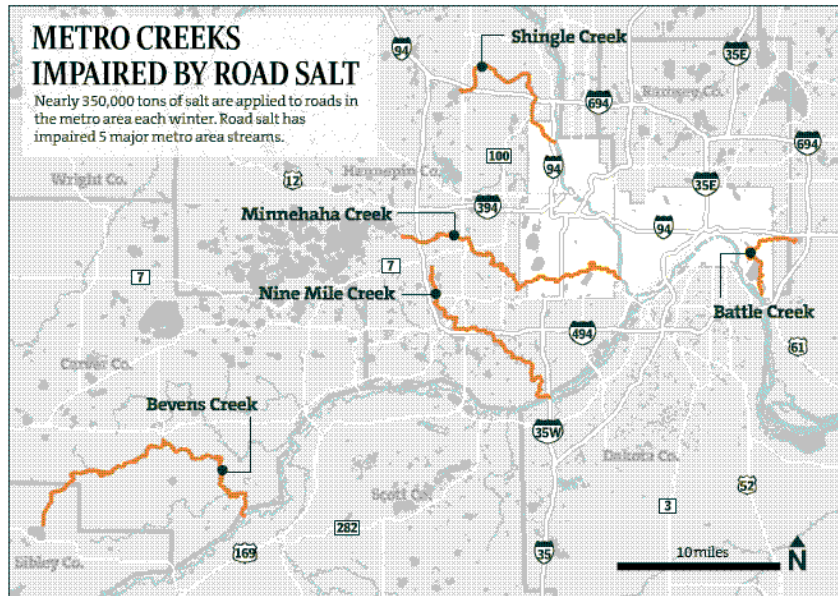 METRO CREEKS
IMPAIRED BY ROAD SALT
Nearly 350,000 tons of salt are applied to roads in
the metro area each winter. Road salt has
impaired 5 major metro area streams.
Shingle Creek
94
35E
694
Ramsey Co.
694
100
94
Hennepin Co.
Wright Co.
12
394
35E
94
Minnehaha Creek
7
7
Nine Mile Creek
Battle Creek
494
61
Carver Co.
Bevens Creek
35W
Dakota Co.
52
Scott Co.
3
282
169
35
Sibley Co.
10 miles
N